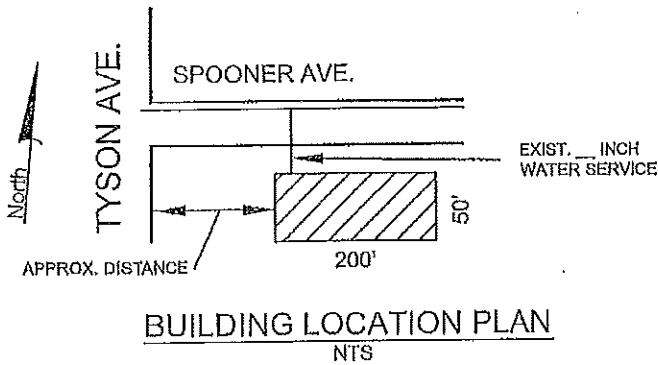 SPOONER AVE.
TYSON AVE.
North
EXIST. __ INCH
WATER SERVICE
50'
200'
APPROX. DISTANCE
BUILDING LOCATION PLAN
NTS